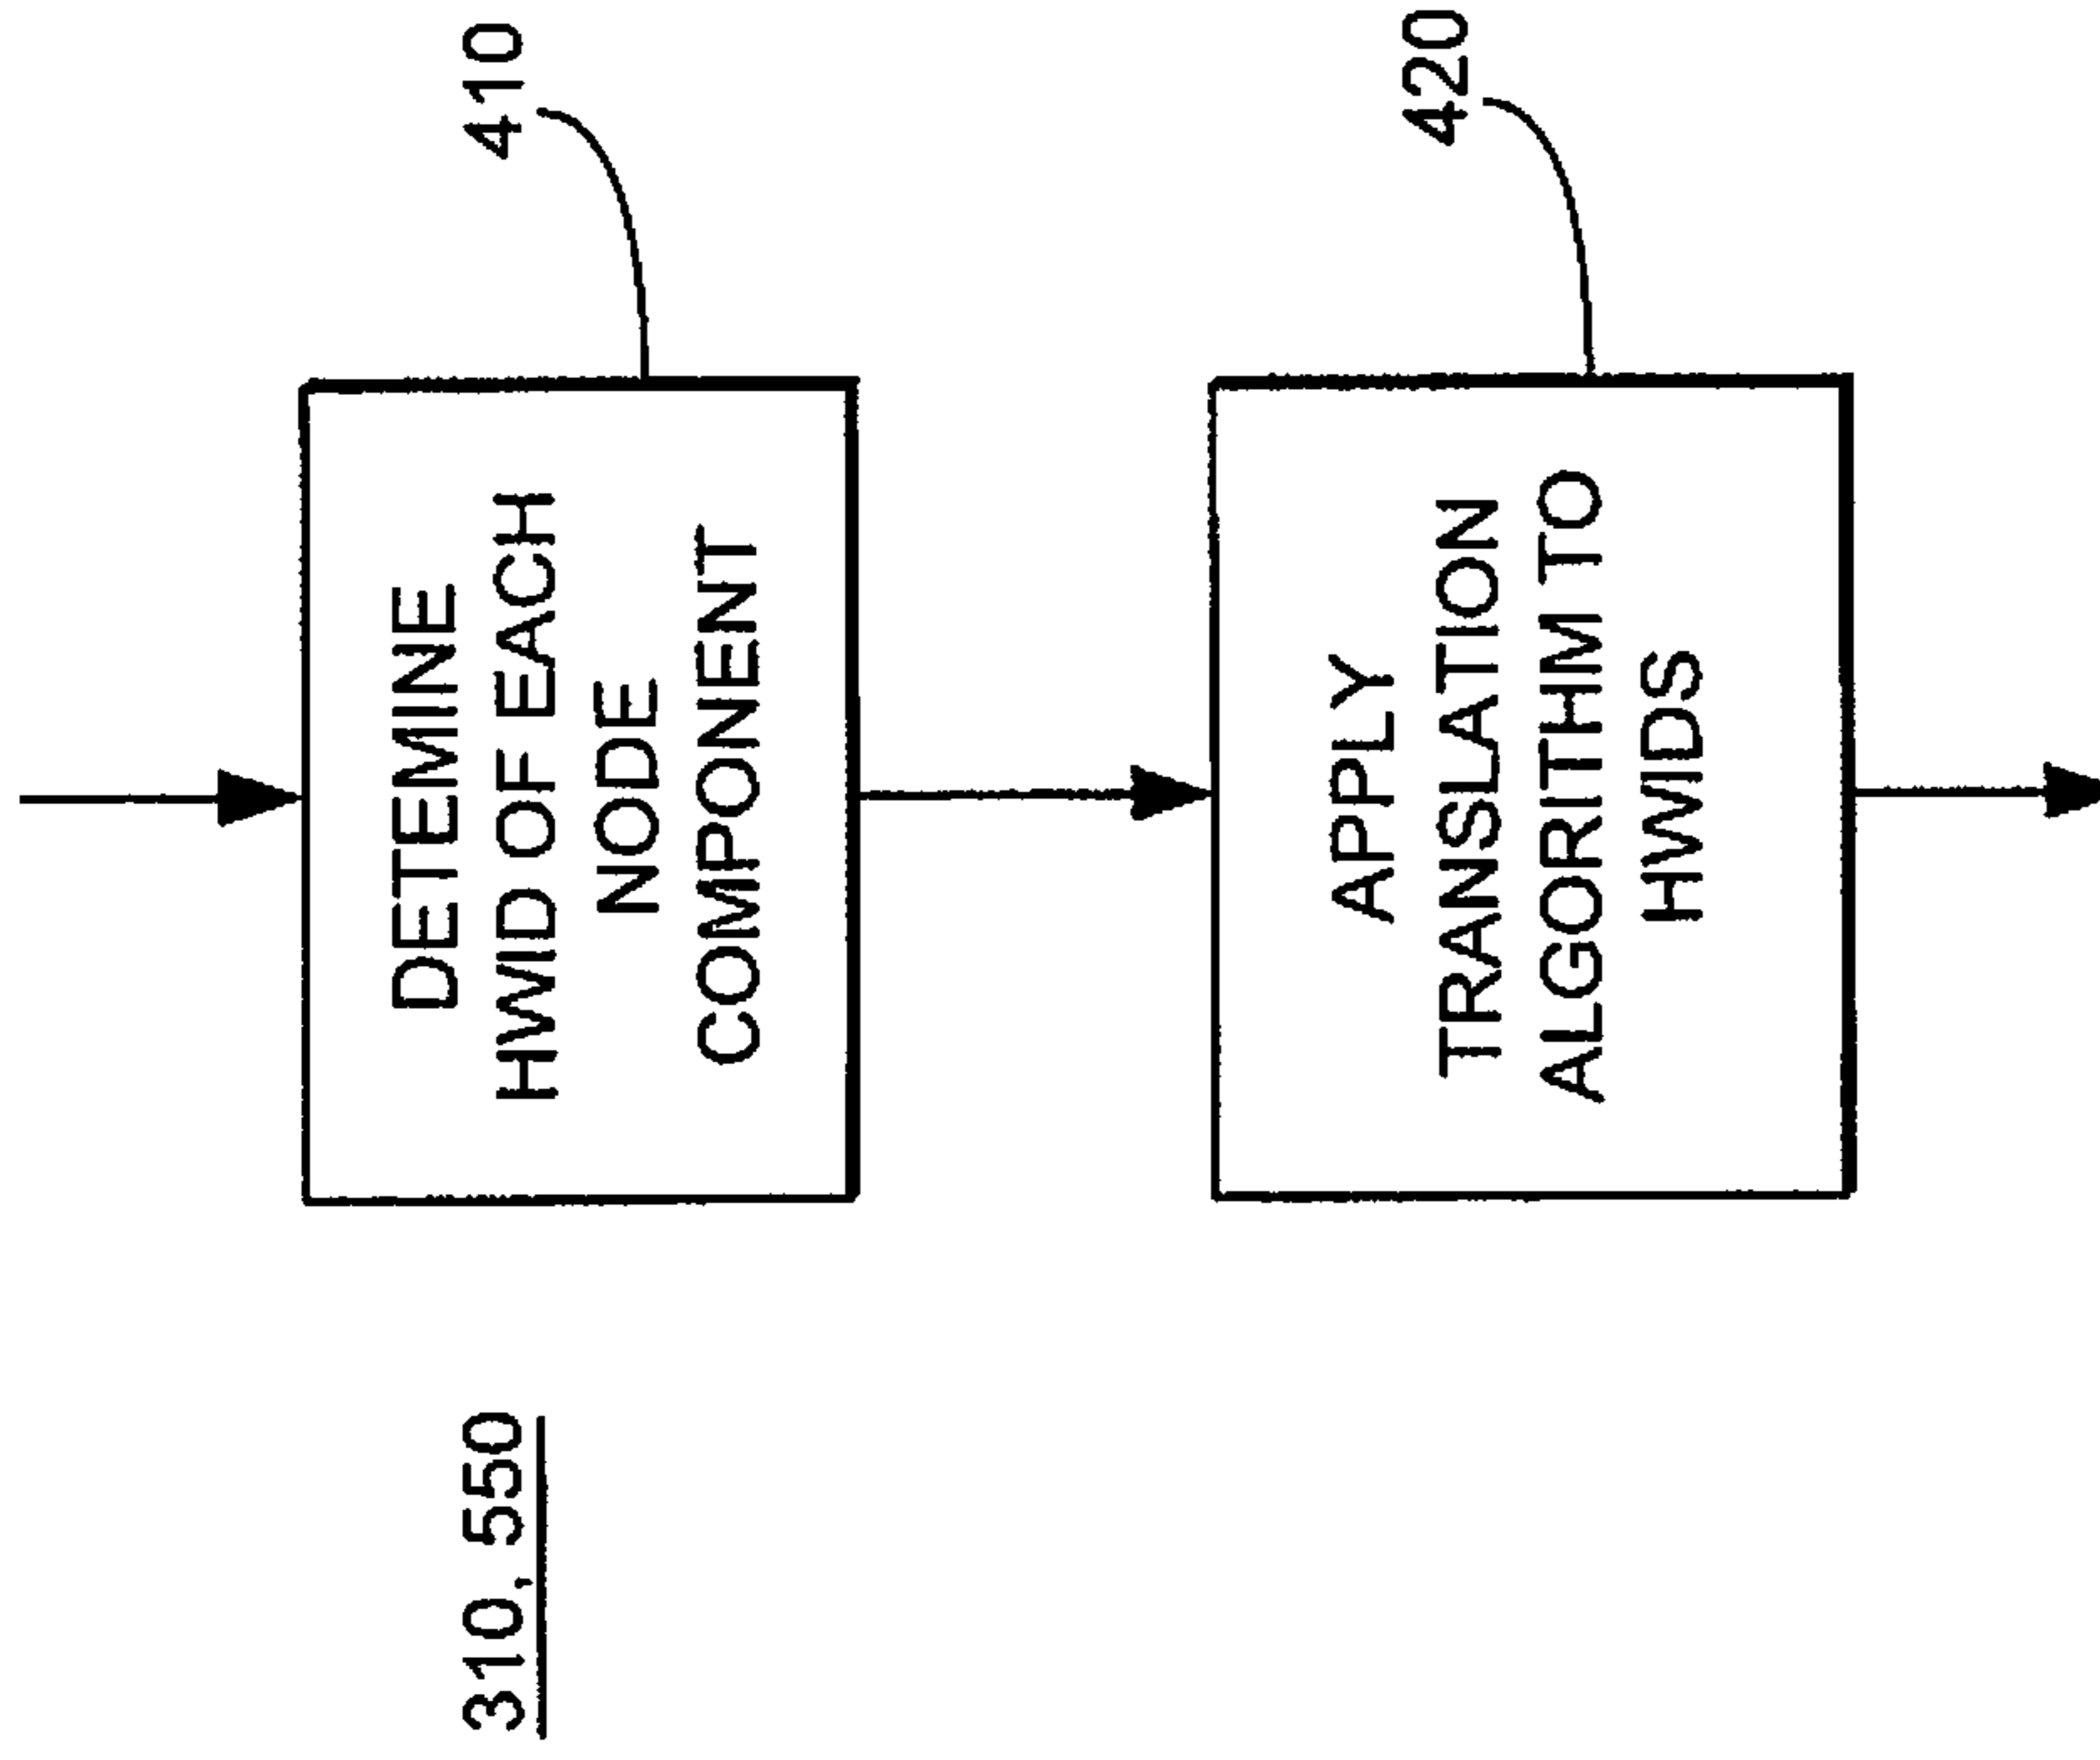 310, 550
410
DETEMINE
HWID OF EACH
NODE
COMPONENT
420
APPLY
TRANSLATION
ALGORITHM TO
HWIDS